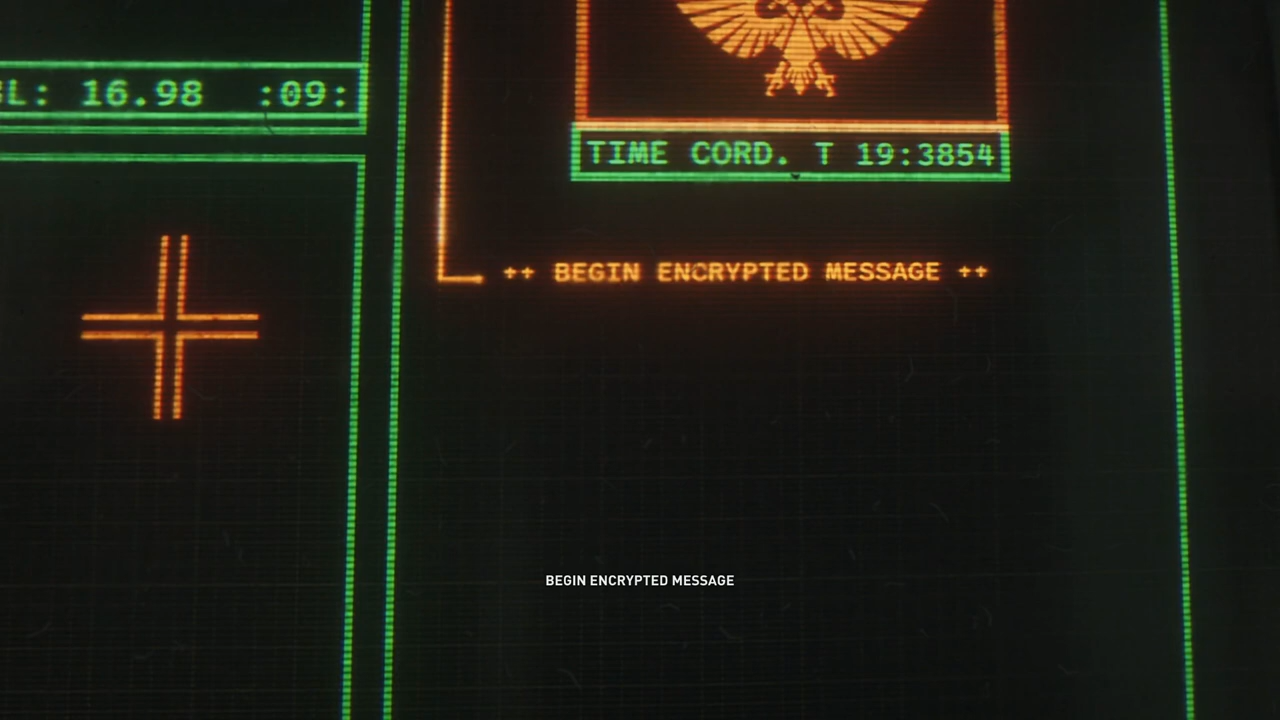 L: 16.98 :09:
TIME CORD. T 19:3854
++ BEGIN ENCRYPTED MESSAGE ++
BEGIN ENCRYPTED MESSAGE